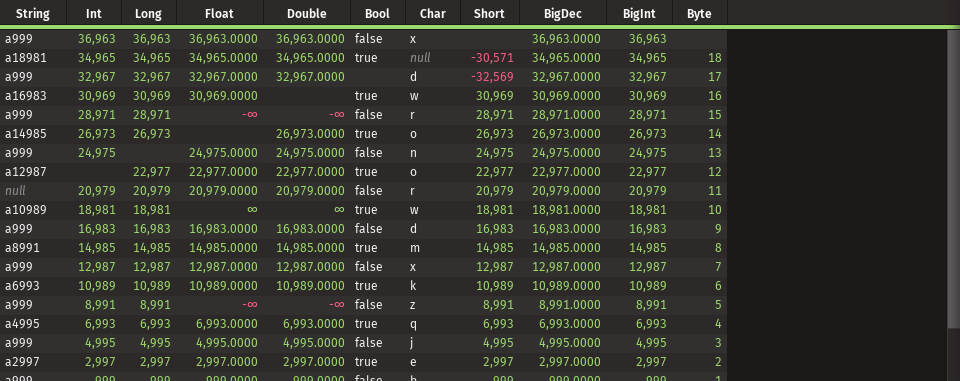 String Int Long Float Double Bool Char Short BigDec BigInt Byte
a999 36,963 36,963 36,963.0000 36,963.0000 false x 36,963.0000 36,963
a18981 34,965 34,965 34,965.0000 34,965.0000 true null -30,571 34,965.0000 34,965 18
a999 32,967 32,967 32,967.0000 32,967.0000 d -32,569 32,967.0000 32,967 17
a16983 30,969 30,969 30,969.0000 true w 30,969 30,969.0000 30,969 16
a999 28,971 28,971 -∞ -∞ false r 28,971 28,971.0000 28,971 15
a14985 26,973 26,973 26,973.0000 true o 26,973 26,973.0000 26,973 14
a999 24,975 24,975.0000 24,975.0000 false n 24,975 24,975.0000 24,975 13
a12987 22,977 22,977.0000 22,977.0000 true o 22,977 22,977.0000 22,977 12
null 20,979 20,979 20,979.0000 20,979.0000 false r 20,979 20,979.0000 20,979 11
a10989 18,981 18,981 ∞ ∞ true w 18,981 18,981.0000 18,981 10
a999 16,983 16,983 16,983.0000 16,983.0000 false d 16,983 16,983.0000 16,983 9
a8991 14,985 14,985 14,985.0000 14,985.0000 true m 14,985 14,985.0000 14,985 8
a999 12,987 12,987 12,987.0000 12,987.0000 false x 12,987 12,987.0000 12,987 7
a6993 10,989 10,989 10,989.0000 10,989.0000 true k 10,989 10,989.0000 10,989 6
a999 8,991 8,991 -∞ -∞ false z 8,991 8,991.0000 8,991 5
a4995 6,993 6,993 6,993.0000 6,993.0000 true q 6,993 6,993.0000 6,993 4
a999 4,995 4,995 4,995.0000 4,995.0000 false j 4,995 4,995.0000 4,995 3
a2997 2,997 2,997 2,997.0000 2,997.0000 true e 2,997 2,997.0000 2,997 2
a999 999 999 999.0000 999.0000 false 999 999.0000 999 1